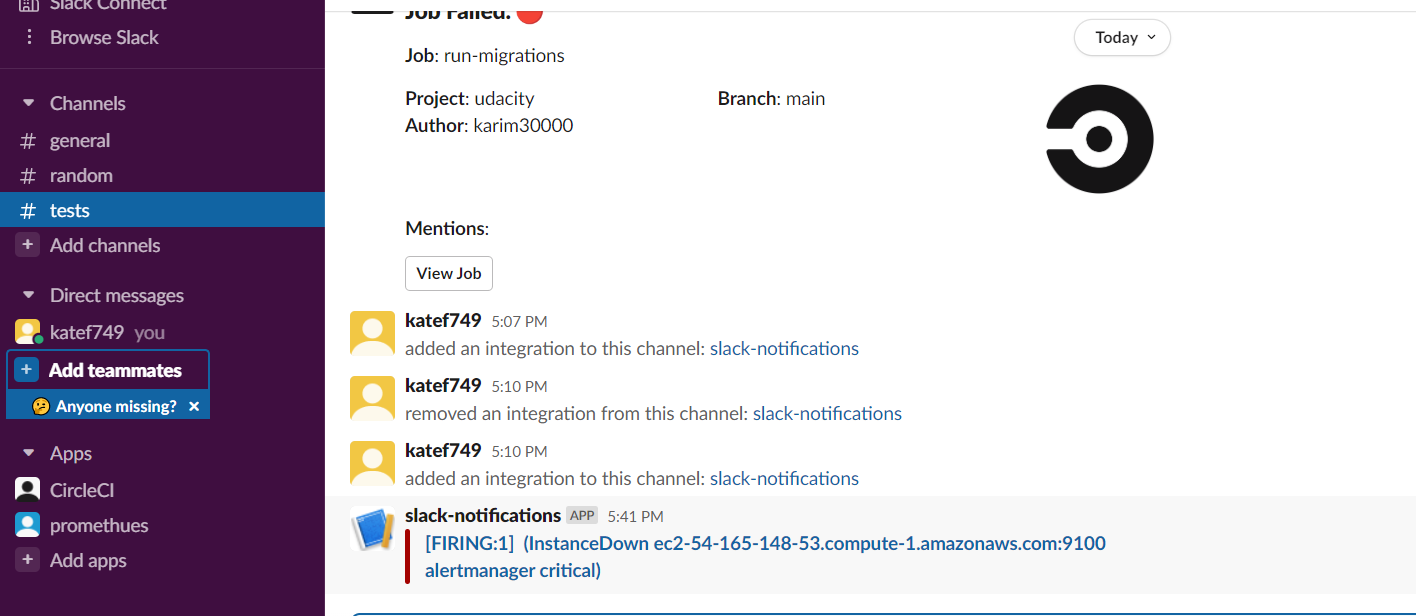 Slack Connect
Browse Slack
Channels
# general
# random
# tests
+ Add channels
Direct messages
katef749 you
+ Add teammates
🤔 Anyone missing? ×
Apps
CircleCI
promethues
+ Add apps
Job Failed. 🔴
Today
Job: run-migrations
Project: udacity Branch: main
Author: karim30000
Mentions:
View Job
katef749 5:07 PM
added an integration to this channel: slack-notifications
katef749 5:10 PM
removed an integration from this channel: slack-notifications
katef749 5:10 PM
added an integration to this channel: slack-notifications
slack-notifications APP 5:41 PM
[FIRING:1] (InstanceDown ec2-54-165-148-53.compute-1.amazonaws.com:9100
alertmanager critical)